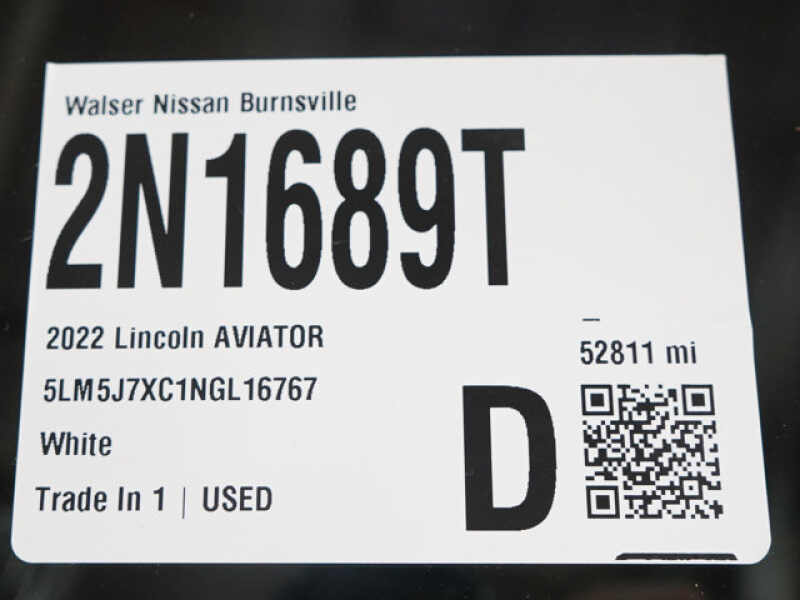 Walser Nissan Burnsville
2N1689T
2022 Lincoln AVIATOR
52811 mi
5LM5J7XC1NGL16767
White
D
Trade In 1 | USED